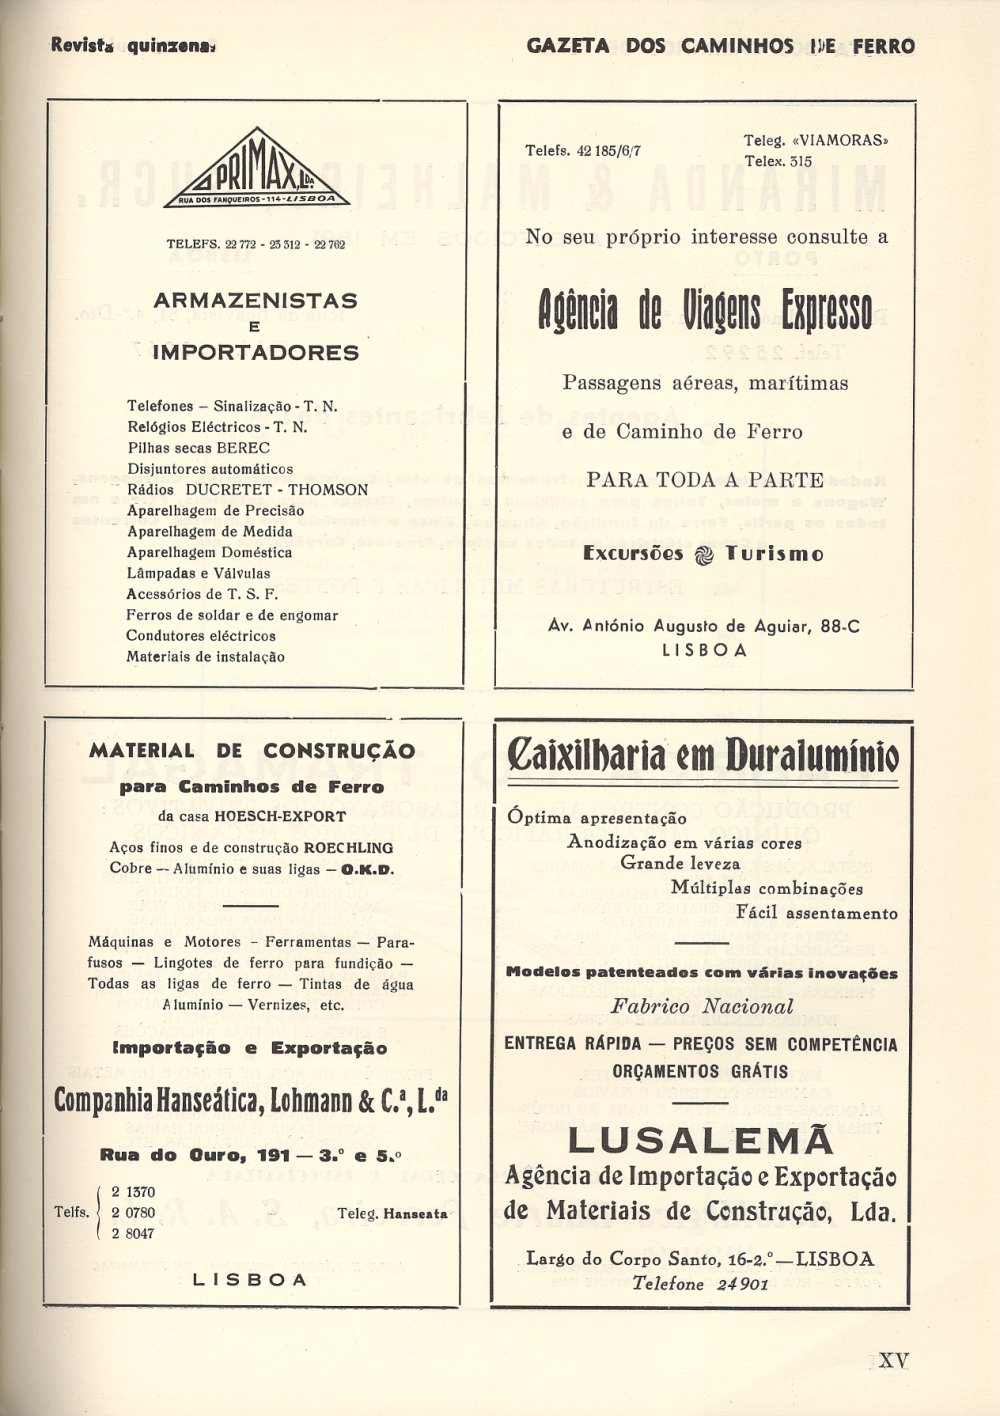 Revista quinzenal
GAZETA DOS CAMINHOS DE FERRO
PRIMAX, Lda
RUA DOS FANQUEIROS - 114 - LISBOA
TELEFS. 22 772 - 23 312 - 22 762
ARMAZENISTAS
E
IMPORTADORES
Telefones — Sinalização - T. N.
Relógios Eléctricos - T. N.
Pilhas secas BEREC
Disjuntores automáticos
Rádios DUCRETET - THOMSON
Aparelhagem de Precisão
Aparelhagem de Medida
Aparelhagem Doméstica
Lâmpadas e Válvulas
Acessórios de T. S. F.
Ferros de soldar e de engomar
Condutores eléctricos
Materiais de instalação
Telefs. 42 185/6/7
Teleg. «VIAMORAS»
Telex. 315
No seu próprio interesse consulte a
Agência de Viagens Expresso
Passagens aéreas, marítimas
e de Caminho de Ferro
PARA TODA A PARTE
Excursões Turismo
Av. António Augusto de Aguiar, 88-C
LISBOA
MATERIAL DE CONSTRUÇÃO
para Caminhos de Ferro
da casa HOESCH-EXPORT
Aços finos e de construção ROECHLING
Cobre — Alumínio e suas ligas — O.K.D.
Máquinas e Motores - Ferramentas — Para-
fusos — Lingotes de ferro para fundição —
Todas as ligas de ferro — Tintas de água
Alumínio — Vernizes, etc.
Importação e Exportação
Companhia Hanseática, Lohmann & C.ª, L.da
Rua do Ouro, 191 — 3.º e 5.º
Telfs. 2 1370
2 0780
2 8047
Teleg. Hanseata
LISBOA
Caixilharia em Duralumínio
Óptima apresentação
Anodização em várias cores
Grande leveza
Múltiplas combinações
Fácil assentamento
Modelos patenteados com várias inovações
Fabrico Nacional
ENTREGA RÁPIDA — PREÇOS SEM COMPETÊNCIA
ORÇAMENTOS GRÁTIS
LUSALEMÃ
Agência de Importação e Exportação
de Materiais de Construção, Lda.
Largo do Corpo Santo, 16-2.º — LISBOA
Telefone 24901
XV